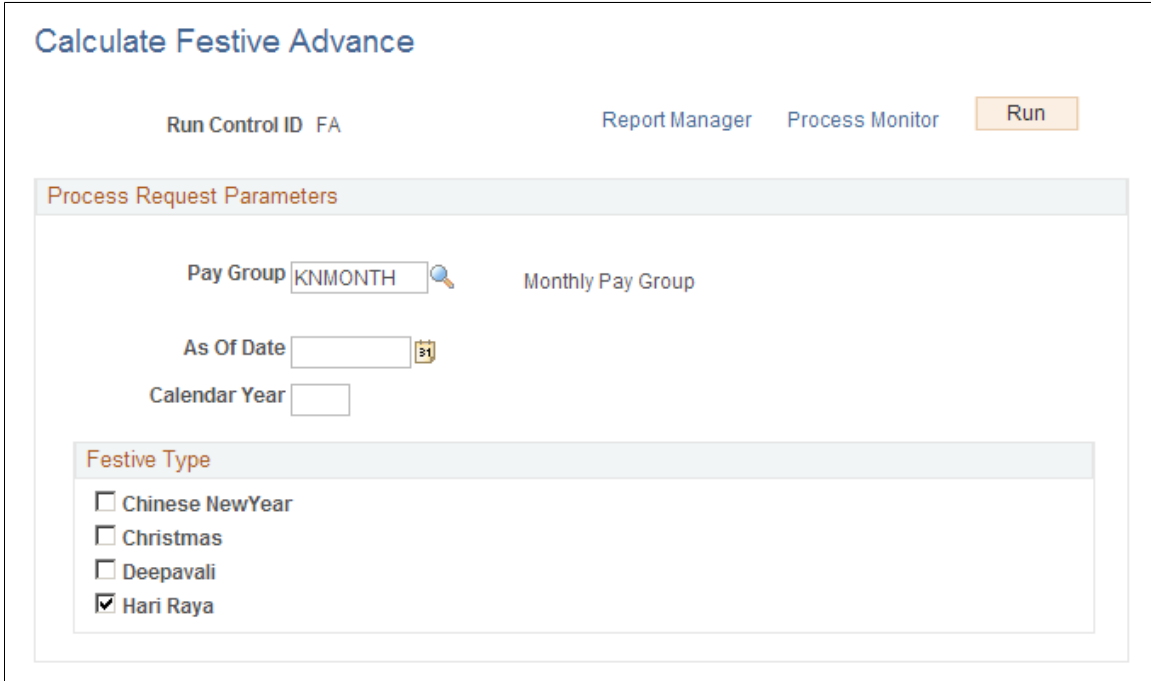 Calculate Festive Advance
Run Control ID FA Report Manager Process Monitor Run
Process Request Parameters
Pay Group KNMONTH Monthly Pay Group
As Of Date 31
Calendar Year
Festive Type
Chinese NewYear
Christmas
Deepavali
Hari Raya